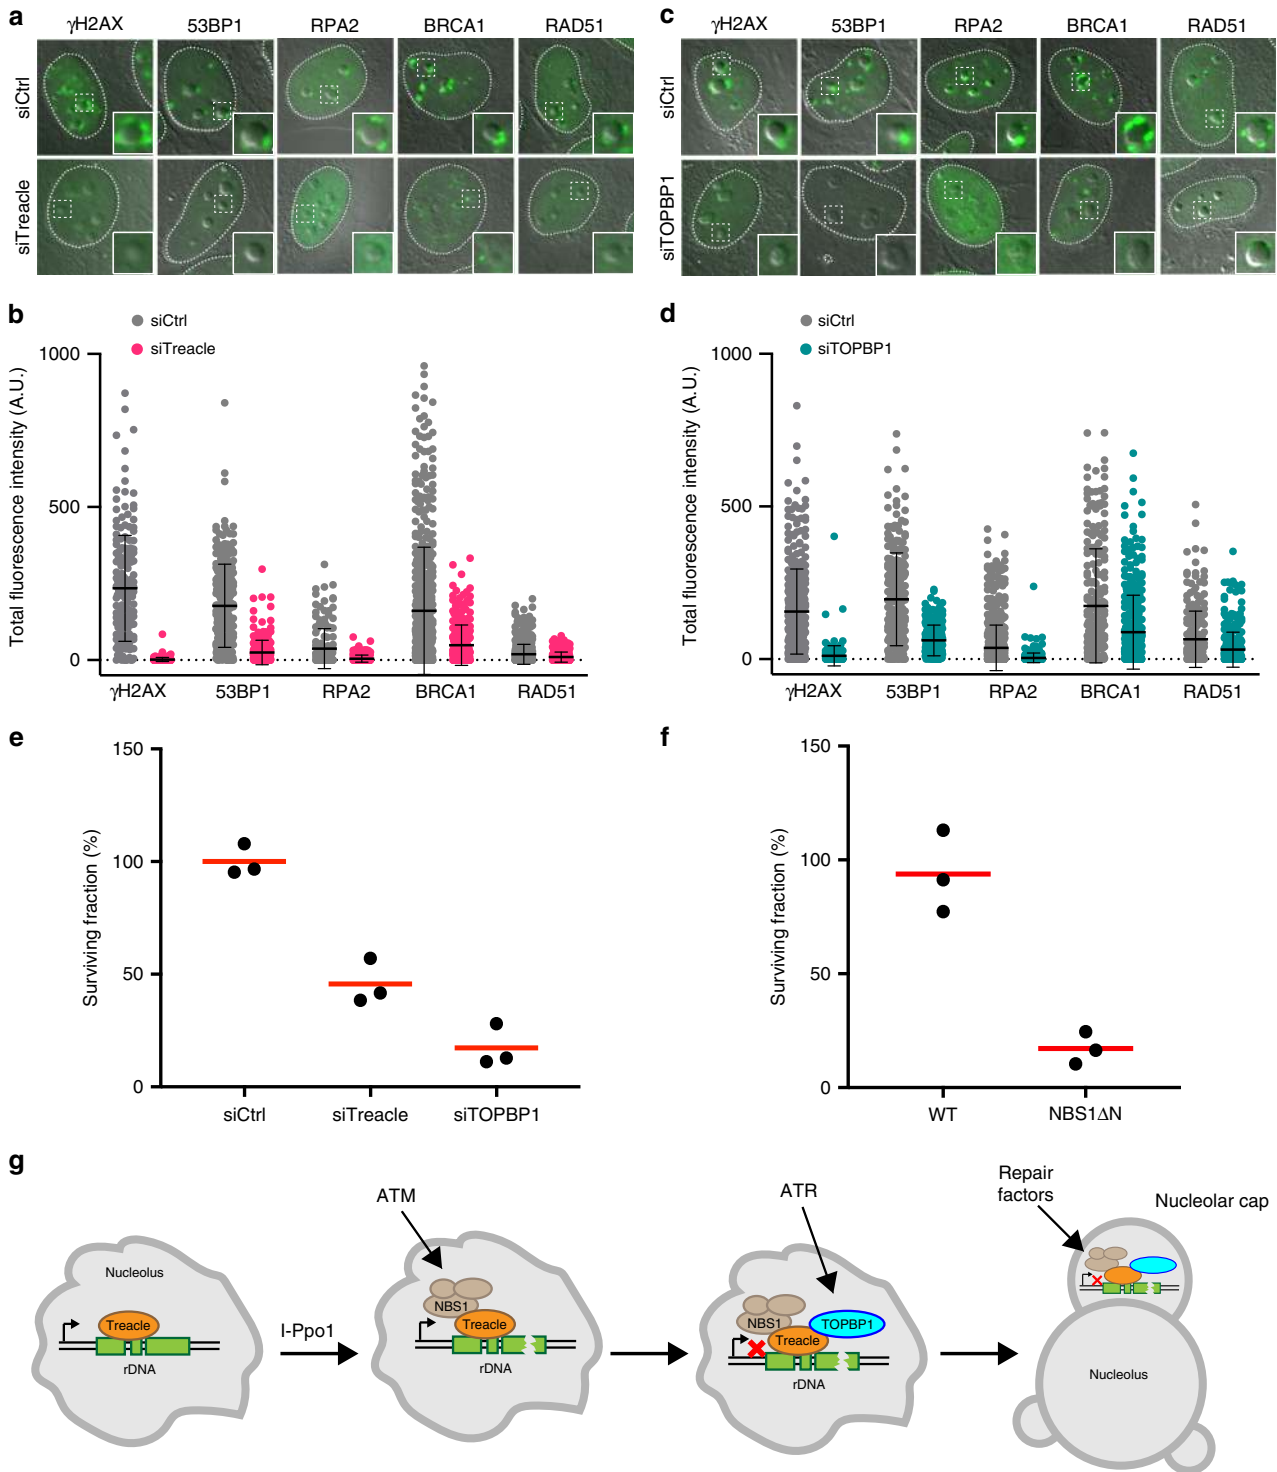 a
γH2AX 53BP1 RPA2 BRCA1 RAD51
siCtrl
siTreacle
c
γH2AX 53BP1 RPA2 BRCA1 RAD51
siCtrl
siTOPBP1
b
siCtrl
siTreacle
Total fluorescence intensity (A.U.)
1000
500
0
γH2AX 53BP1 RPA2 BRCA1 RAD51
d
siCtrl
siTOPBP1
Total fluorescence intensity (A.U.)
1000
500
0
γH2AX 53BP1 RPA2 BRCA1 RAD51
e
Surviving fraction (%)
150
100
50
0
siCtrl siTreacle siTOPBP1
f
Surviving fraction (%)
150
100
50
0
WT NBS1ΔN
g
Nucleolus
Treacle
rDNA
I-Ppo1
ATM
NBS1
Treacle
rDNA
ATR
NBS1
TOPBP1
Treacle
rDNA
Repair
factors
Nucleolar cap
Nucleolus